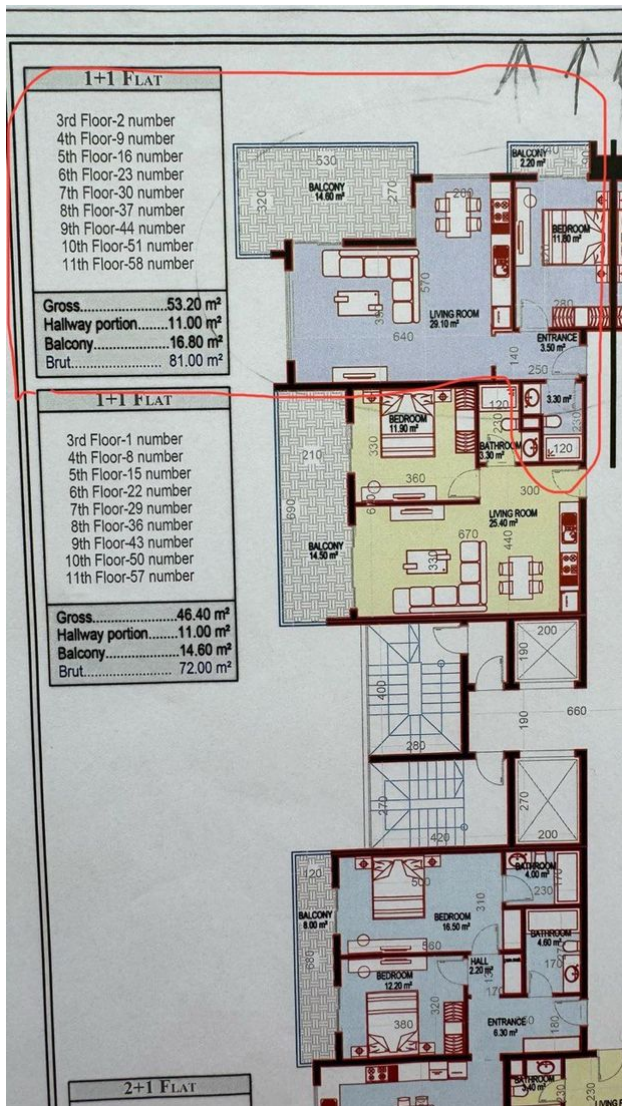 1+1 FLAT
3rd Floor-2 number
4th Floor-9 number
5th Floor-16 number
6th Floor-23 number
7th Floor-30 number
8th Floor-37 number
9th Floor-44 number
10th Floor-51 number
11th Floor-58 number
Gross....................53.20 m²
Hallway portion......11.00 m²
Balcony................16.80 m²
Brut........................ 81.00 m²
1+1 FLAT
3rd Floor-1 number
4th Floor-8 number
5th Floor-15 number
6th Floor-22 number
7th Floor-29 number
8th Floor-36 number
9th Floor-43 number
10th Floor-50 number
11th Floor-57 number
Gross....................46.40 m²
Hallway portion.......11.00 m²
Balcony..................14.60 m²
Brut......................... 72.00 m²
2+1 FLAT
BALCONY
2.20 m²
530
320
270
BALCONY
14.60 m²
BEDROOM
11.80 m²
280
570
640
LIVING ROOM
29.10 m²
ENTRANCE
3.50 m²
140
250
3.30 m²
230
120
BEDROOM
11.90 m²
120
230
BATHROOM
3.30 m²
210
330
360
300
690
LIVING ROOM
25.40 m²
670
440
330
BALCONY
14.50 m²
200
190
400
280
190
660
270
420
270
200
120
BATHROOM
4.00 m²
230
170
500
310
BALCONY
8.00 m²
BEDROOM
16.50 m²
560
BATHROOM
4.60 m²
680
HALL
2.20 m²
170
170
BEDROOM
12.20 m²
320
380
ENTRANCE
6.30 m²
180
BATHROOM
3.40 m²
230
230